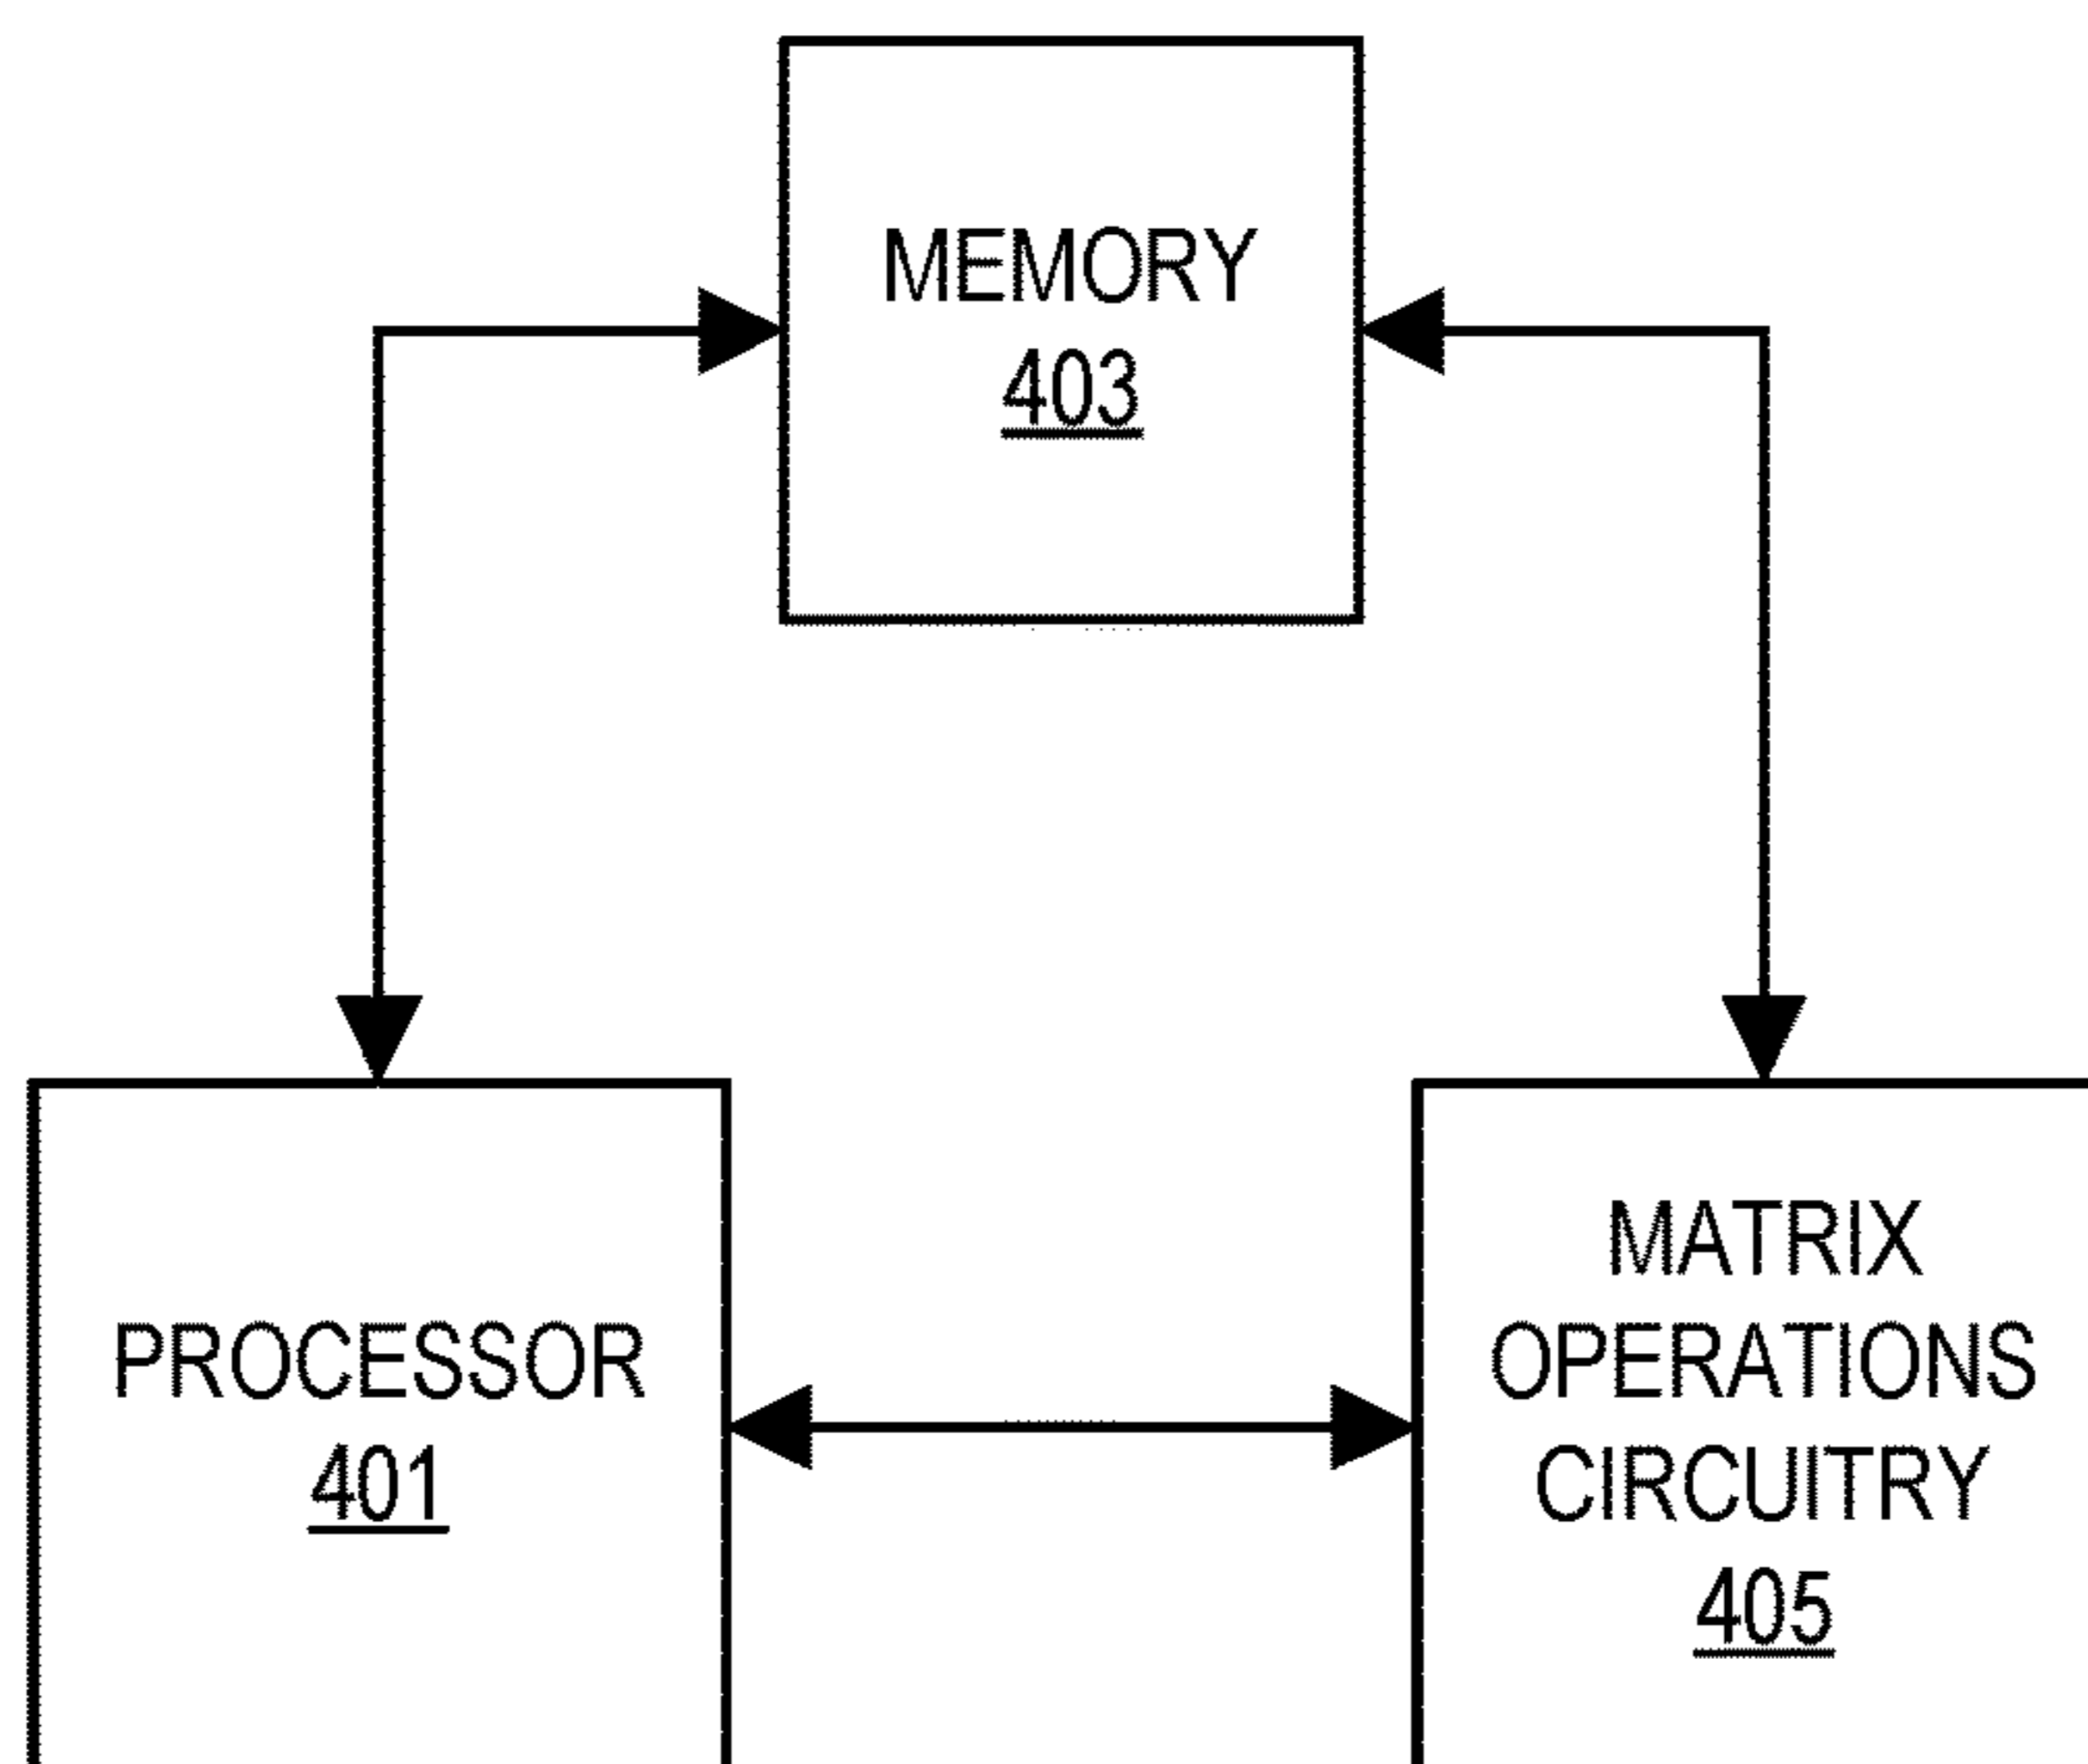 MEMORY
403
PROCESSOR
401
MATRIX
OPERATIONS
CIRCUITRY
405